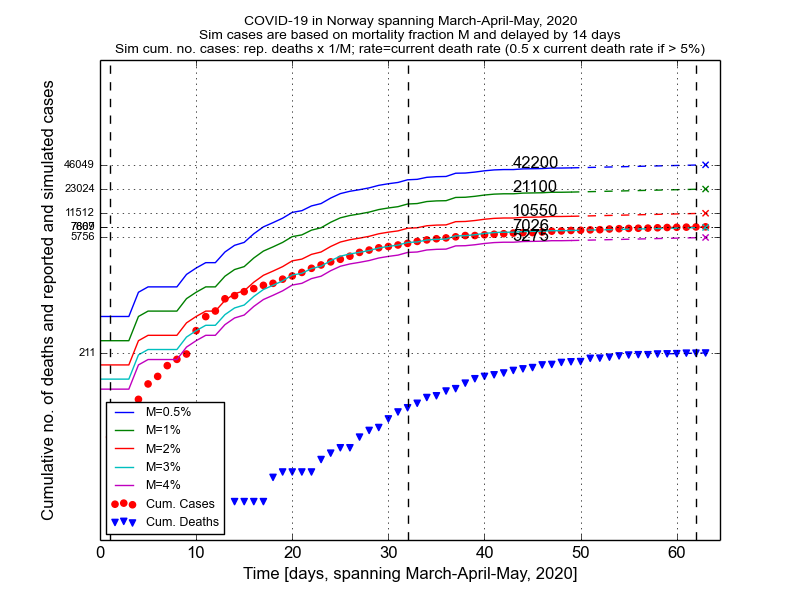 COVID-19 in Norway spanning March-April-May, 2020
Sim cases are based on mortality fraction M and delayed by 14 days
Sim cum. no. cases: rep. deaths x 1/M; rate=current death rate (0.5 x current death rate if > 5%)
Cumulative no. of deaths and reported and simulated cases
46049
23024
11512
5756
211
42200
21100
10550
7026
5273
M=0.5%
M=1%
M=2%
M=3%
M=4%
Cum. Cases
Cum. Deaths
0 10 20 30 40 50 60
Time [days, spanning March-April-May, 2020]